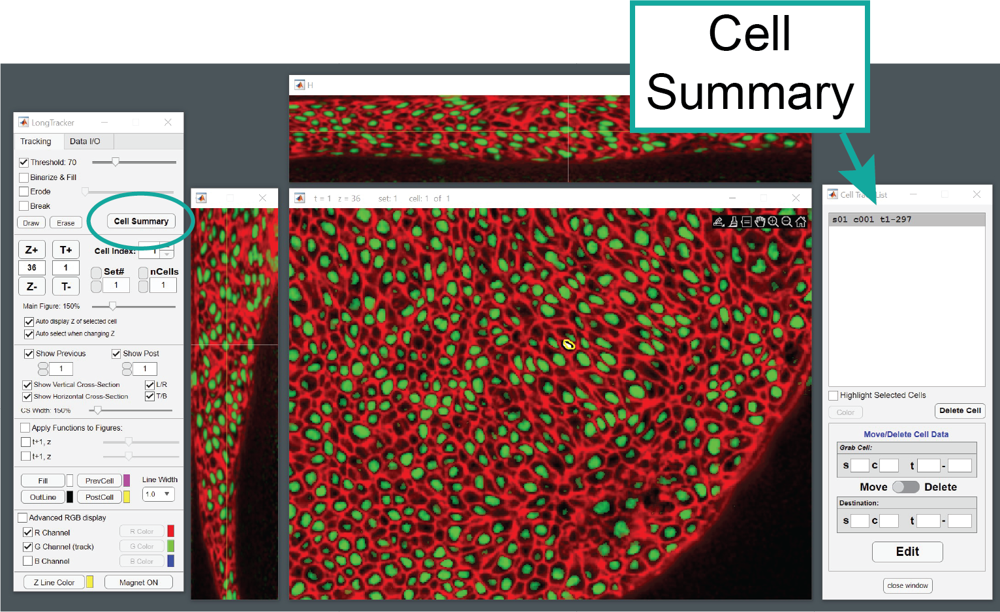 Cell
Summary
H
LongTracker
Tracking
Data I/O
Threshold: 70
Binarize & Fill
Erode
Break
Draw
Erase
Cell Summary
Z+
T+
Cell Index:
1
36
1
Set#
nCells
Z-
T-
1
1
Main Figure: 150%
Auto display Z of selected cell
Auto select when changing Z
Show Previous
Show Post
1
1
Show Vertical Cross-Section
L/R
Show Horizontal Cross-Section
T/B
CS Width: 150%
Apply Functions to Figures:
t+1, z
t+1, z
Fill
PrevCell
Line Width
OutLine
PostCell
1.0
Advanced RGB display
R Channel
R Color
G Channel (track)
G Color
B Channel
B Color
Z Line Color
Magnet ON
t = 1 z = 36 set: 1 cell: 1 of 1
Cell Track List
s01 c001 t1-297
Highlight Selected Cells
Color
Delete Cell
Move/Delete Cell Data
Grab Cell:
s c t -
Move Delete
Destination:
s c t -
Edit
close window